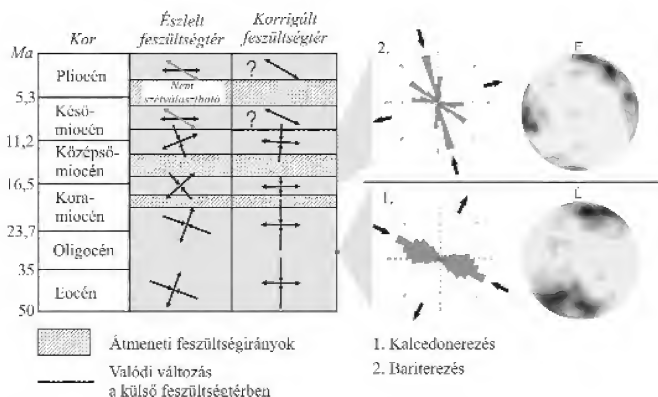 Észlelt feszültségtér
Korrigált feszültségtér
Ma
Kor
Pliocén
?
Nem szétválasztható
5,3
Késő-miocén
?
11,2
Középső-miocén
16,5
Kora-miocén
23,7
Oligocén
35
Eocén
50
2.
1.
É
Átmeneti feszültségirányok
Valódi változás
a külső feszültségtérben
1. Kalcedonerezés
2. Bariterezés